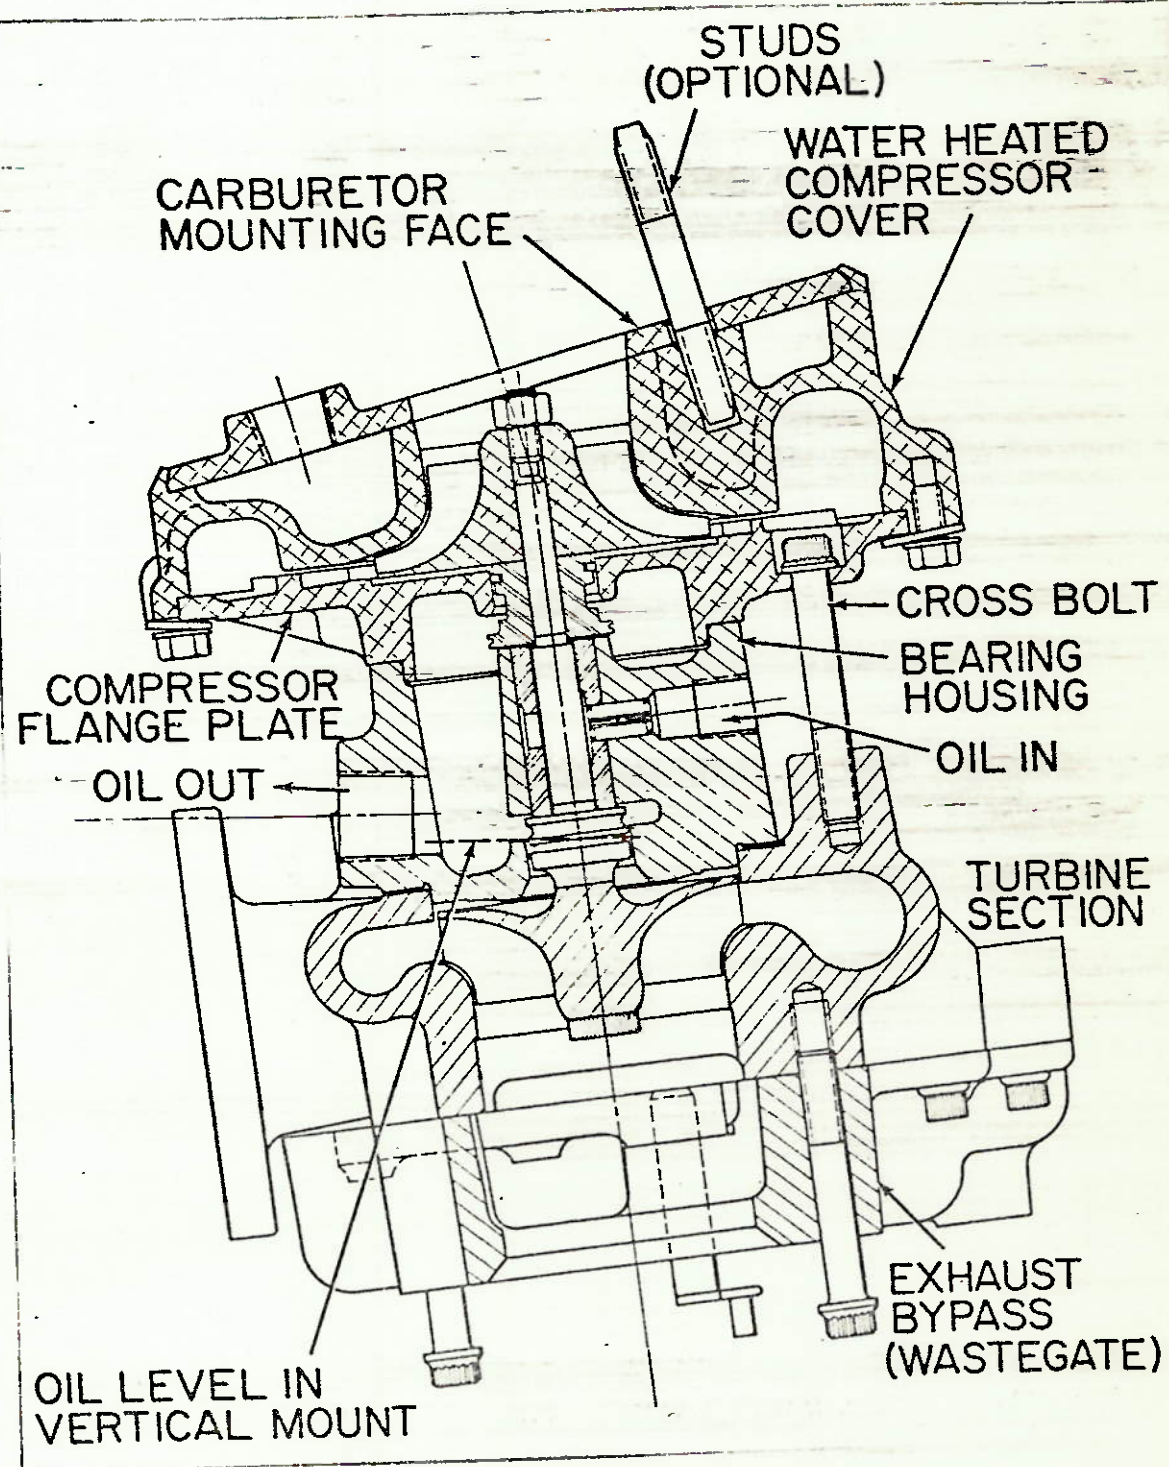 STUDS
(OPTIONAL)
WATER HEATED
COMPRESSOR
COVER
CARBURETOR
MOUNTING FACE
CROSS BOLT
BEARING
HOUSING
COMPRESSOR
FLANGE PLATE
OIL IN
OIL OUT
TURBINE
SECTION
EXHAUST
BYPASS
(WASTEGATE)
OIL LEVEL IN
VERTICAL MOUNT